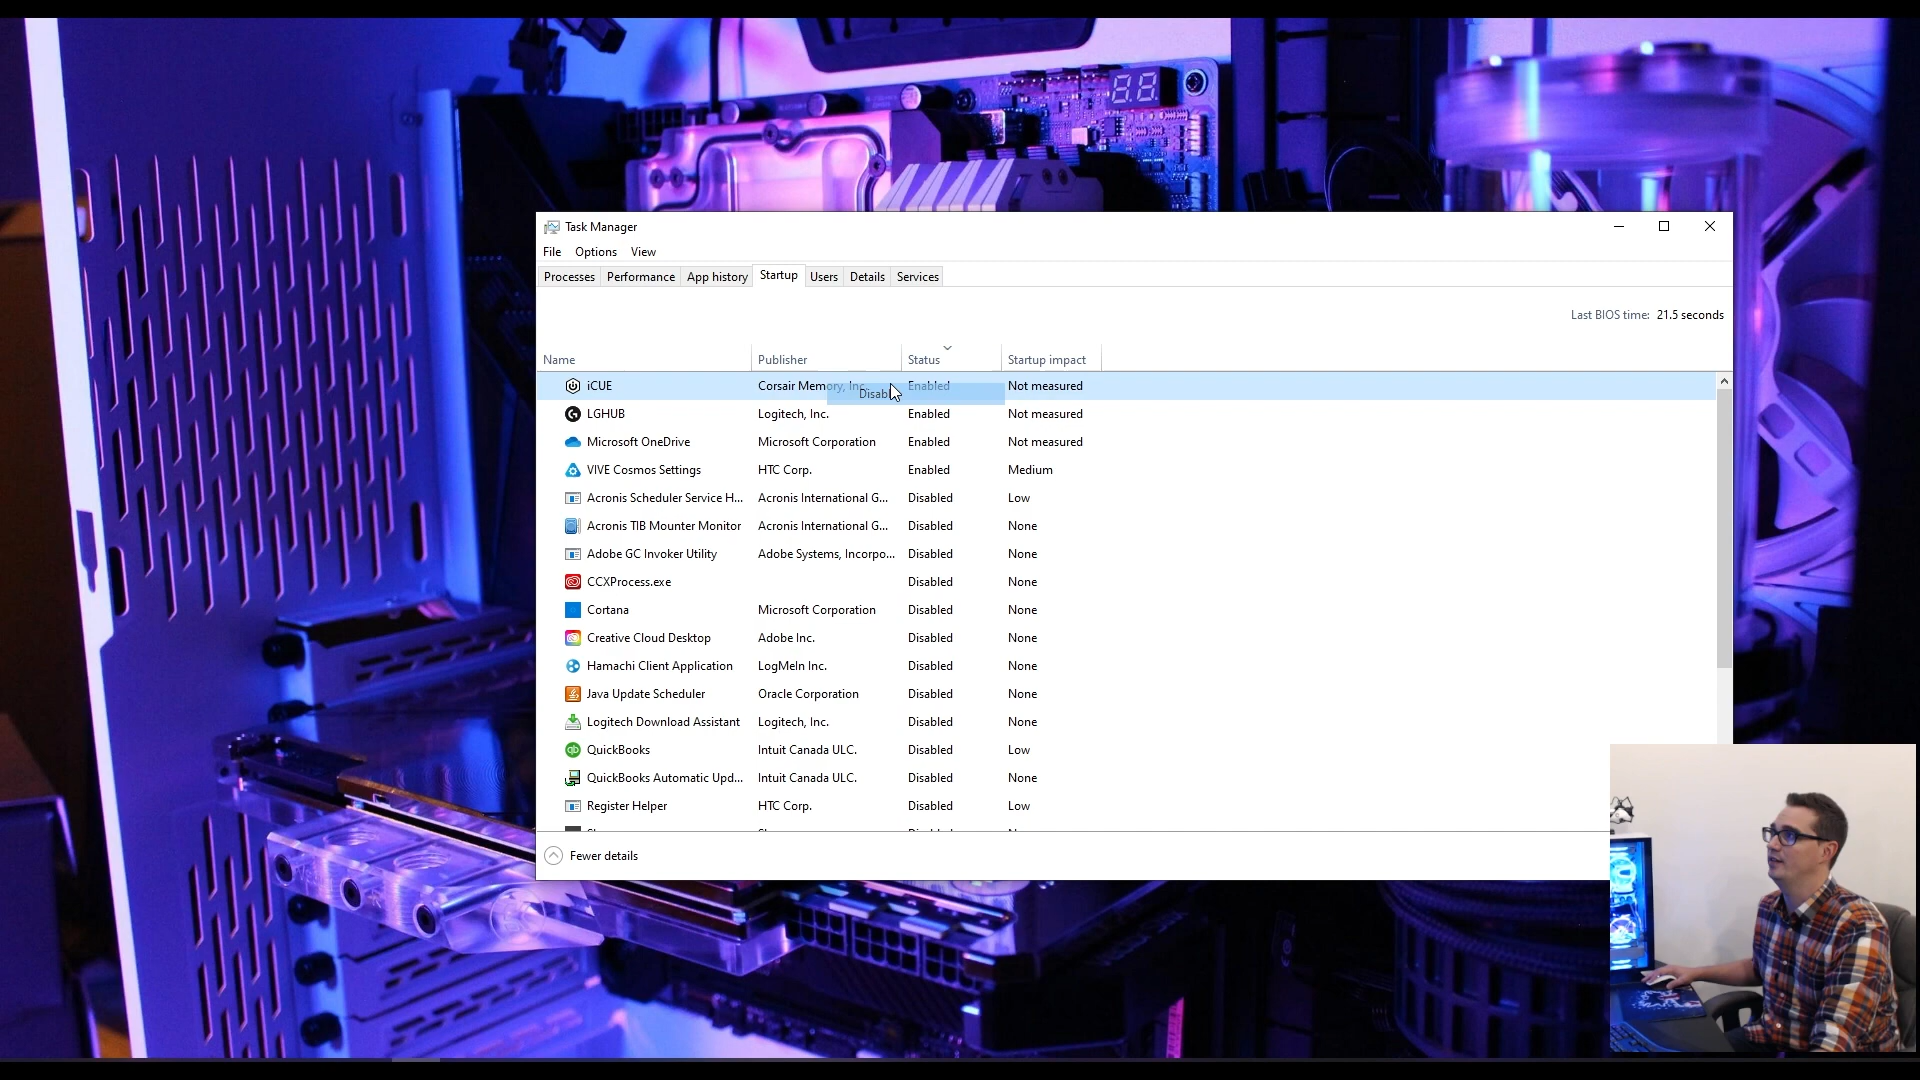 88
Task Manager
File Options View
Processes Performance App history Startup Users Details Services
Last BIOS time: 21.5 seconds
Name Publisher Status Startup impact
iCUE Corsair Memory, Inc. Enabled Not measured
Disab
LGHUB Logitech, Inc. Enabled Not measured
Microsoft OneDrive Microsoft Corporation Enabled Not measured
VIVE Cosmos Settings HTC Corp. Enabled Medium
Acronis Scheduler Service H... Acronis International G... Disabled Low
Acronis TIB Mounter Monitor Acronis International G... Disabled None
Adobe GC Invoker Utility Adobe Systems, Incorpo... Disabled None
CCXProcess.exe Disabled None
Cortana Microsoft Corporation Disabled None
Creative Cloud Desktop Adobe Inc. Disabled None
Hamachi Client Application LogMeIn Inc. Disabled None
Java Update Scheduler Oracle Corporation Disabled None
Logitech Download Assistant Logitech, Inc. Disabled None
qb QuickBooks Intuit Canada ULC. Disabled Low
QuickBooks Automatic Upd... Intuit Canada ULC. Disabled None
Register Helper HTC Corp. Disabled Low
Fewer details